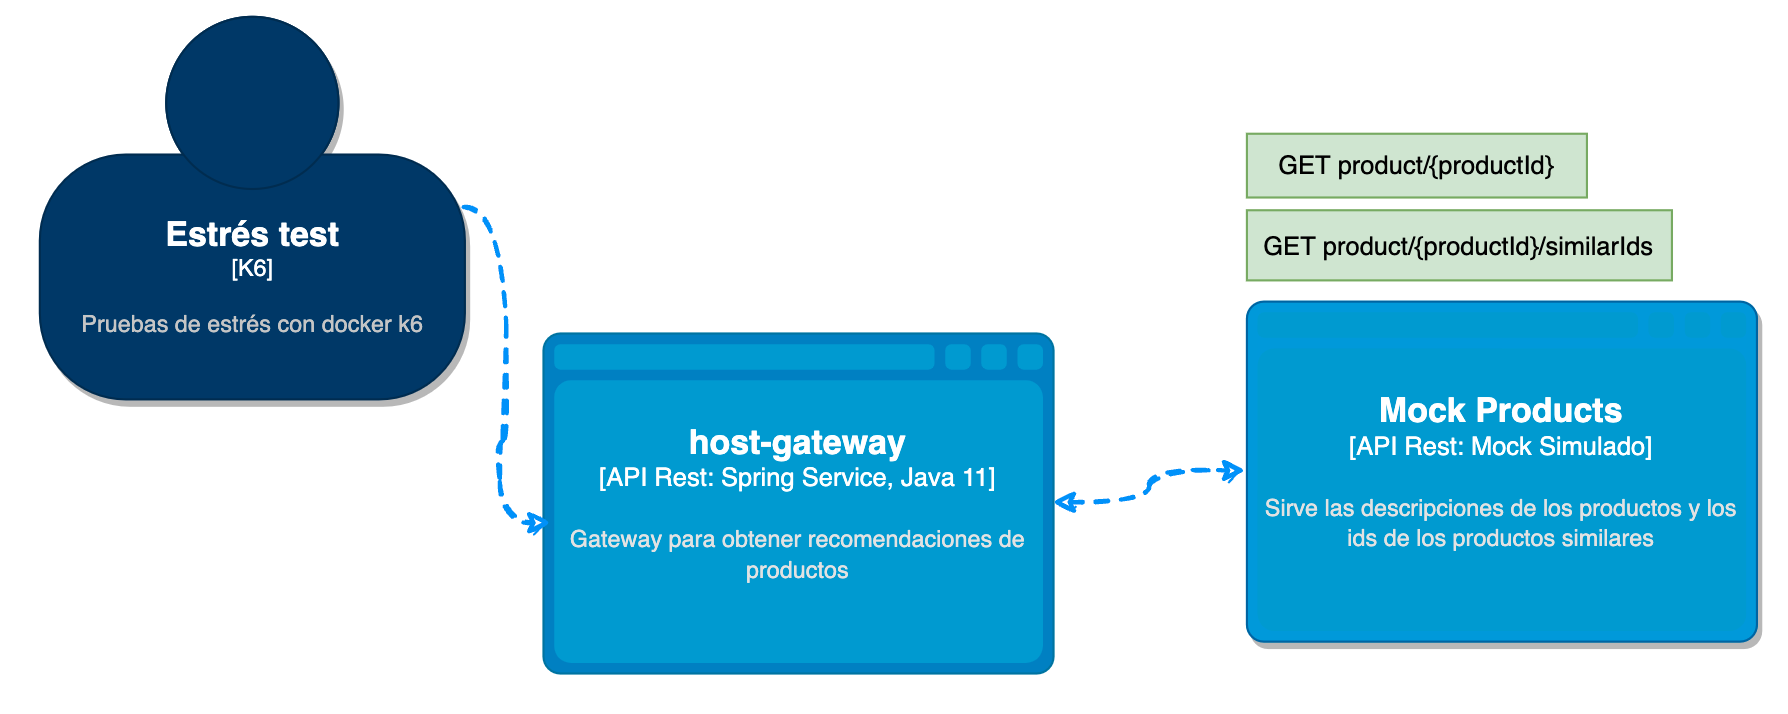 Estrés test
[K6]
Pruebas de estrés con docker k6
host-gateway
[API Rest: Spring Service, Java 11]
Gateway para obtener recomendaciones de
productos
GET product/{productId}
GET product/{productId}/similarIds
Mock Products
[API Rest: Mock Simulado]
Sirve las descripciones de los productos y los
ids de los productos similares